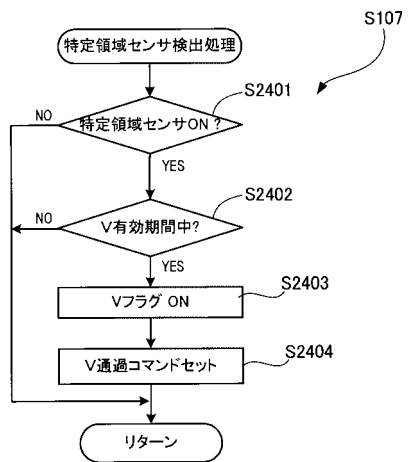 S107
特定領域センサ検出処理
S2401
特定領域センサON?
NO
YES
S2402
V有効期間中?
NO
YES
S2403
VフラグON
S2404
V通過コマンドセット
リターン